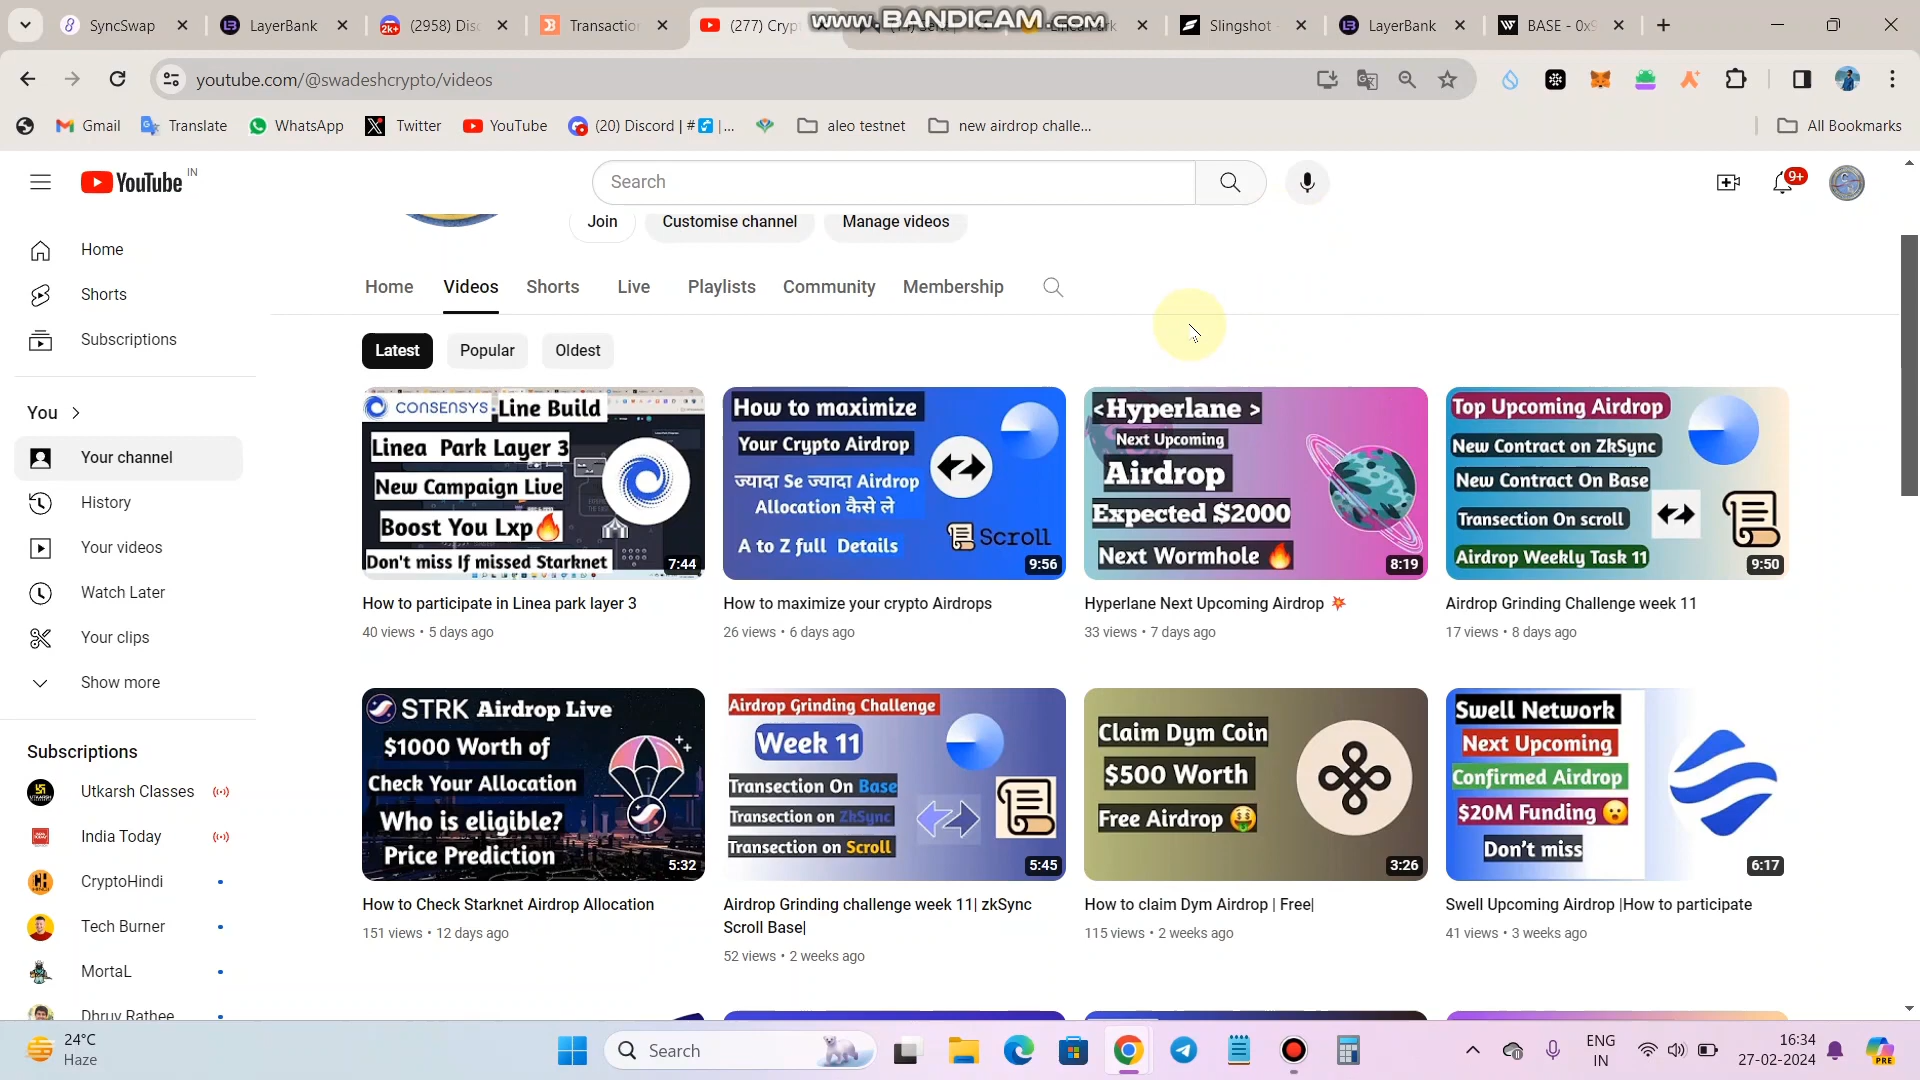 SyncSwap
LayerBank
(2958) Dis
Transaction
(277) Cryp
www.BANDICAM.com
Slingshot
LayerBank
BASE - 0x9
youtube.com/@swadeshcrypto/videos
Gmail
Translate
WhatsApp
Twitter
YouTube
(20) Discord | # | ...
aleo testnet
new airdrop challe...
All Bookmarks
YouTube IN
Search
9+
Join
Customise channel
Manage videos
Home
Shorts
Subscriptions
You
Your channel
History
Your videos
Watch Later
Your clips
Show more
Subscriptions
Utkarsh Classes
India Today
CryptoHindi
Tech Burner
MortaL
Dhruv Rathee
Home
Videos
Shorts
Live
Playlists
Community
Membership
Latest
Popular
Oldest
CONSENSYS. Line Build
Linea Park Layer 3
New Campaign Live
Boost You Lxp🔥
Don't miss If missed Starknet
7:44
How to participate in Linea park layer 3
40 views • 5 days ago
How to maximize
Your Crypto Airdrop
ज्यादा Se ज्यादा Airdrop
Allocation कैसे ले
Scroll
A to Z full Details
9:56
How to maximize your crypto Airdrops
26 views • 6 days ago
<Hyperlane >
Next Upcoming
Airdrop
Expected $2000
Next Wormhole 🔥
8:19
Hyperlane Next Upcoming Airdrop 💥
33 views • 7 days ago
Top Upcoming Airdrop
New Contract on ZkSync
New Contract On Base
Transection On scroll
Airdrop Weekly Task 11
9:50
Airdrop Grinding Challenge week 11
17 views • 8 days ago
STRK Airdrop Live
$1000 Worth of
Check Your Allocation
Who is eligible?
Price Prediction
5:32
How to Check Starknet Airdrop Allocation
151 views • 12 days ago
Airdrop Grinding Challenge
Week 11
Transection On Base
Transection on ZkSync
Transection on Scroll
5:45
Airdrop Grinding challenge week 11| zkSync
Scroll Base|
52 views • 2 weeks ago
Claim Dym Coin
$500 Worth
Free Airdrop 🤑
3:26
How to claim Dym Airdrop | Free|
115 views • 2 weeks ago
Swell Network
Next Upcoming
Confirmed Airdrop
$20M Funding 😮
Don't miss
6:17
Swell Upcoming Airdrop |How to participate
41 views • 3 weeks ago
24°C
Haze
Search
ENG
IN
16:34
27-02-2024
PRE